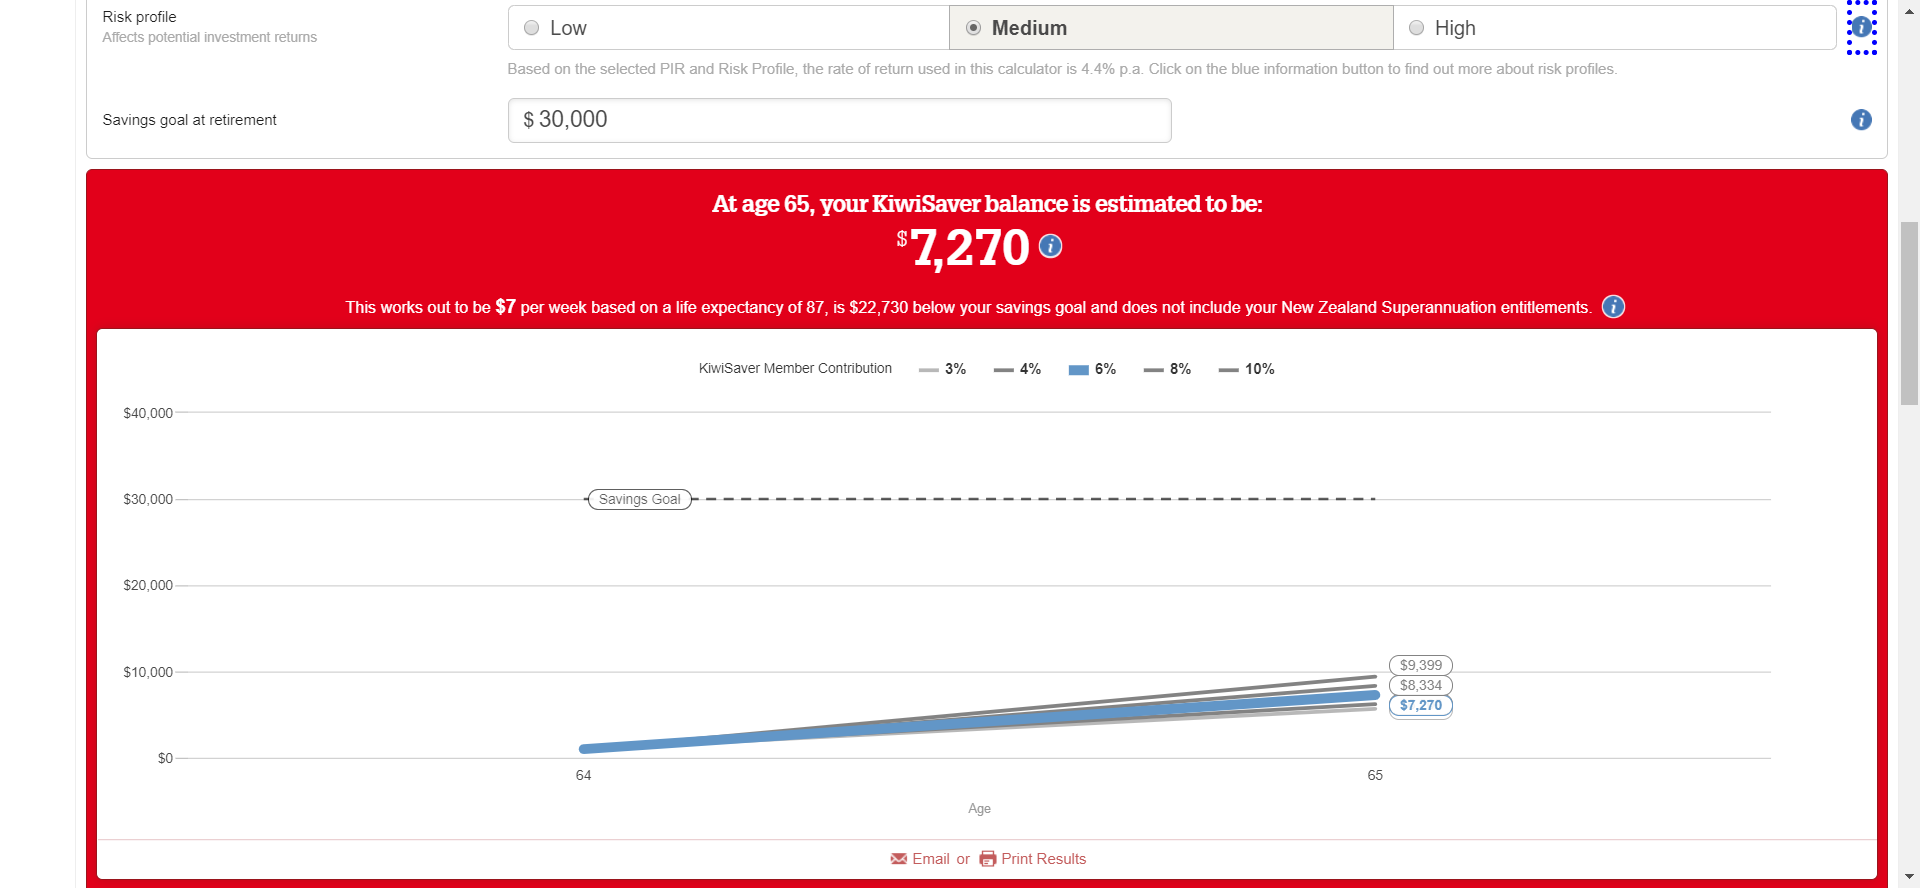 Risk profile
Affects potential investment returns
Low
Medium
High
Based on the selected PIR and Risk Profile, the rate of return used in this calculator is 4.4% p.a. Click on the blue information button to find out more about risk profiles.
Savings goal at retirement
$ 30,000
At age 65, your KiwiSaver balance is estimated to be:
$7,270
This works out to be $7 per week based on a life expectancy of 87, is $22,730 below your savings goal and does not include your New Zealand Superannuation entitlements.
KiwiSaver Member Contribution 3% 4% 6% 8% 10%
$40,000
$30,000
Savings Goal
$20,000
$10,000
$9,399
$8,334
$7,270
$0
64
65
Age
Email or Print Results